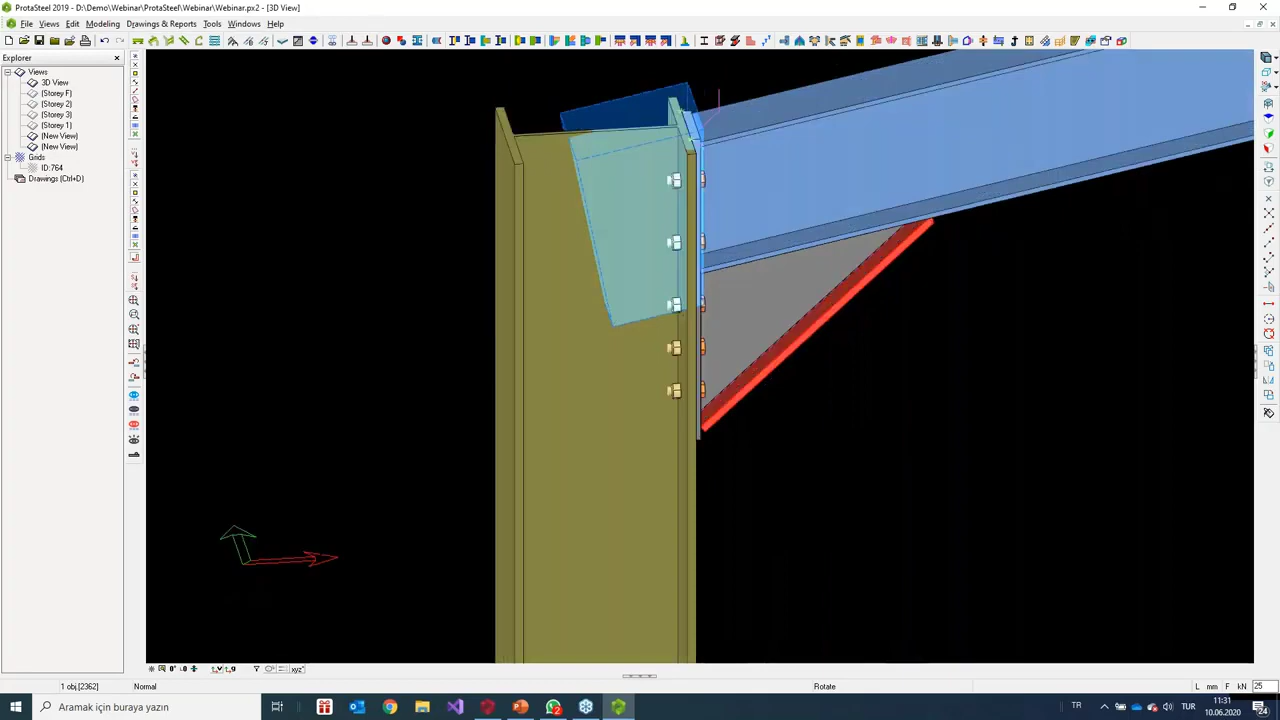 ProtaSteel 2019 - D:\Demo\Webinar\ProtaSteel\Webinar\Webinar.px2 - [3D View]
File Views Edit Modeling Drawings & Reports Tools Windows Help
Explorer
Views
3D View
(Storey F)
(Storey 2)
(Storey 3)
(Storey 1)
(New View)
(New View)
Grids
ID:764
Drawings (Ctrl+D)
1 obj.[2362] Normal Rotate L mm F kN 25
Aramak için buraya yazın
TR TUR 11:31
10.06.2020